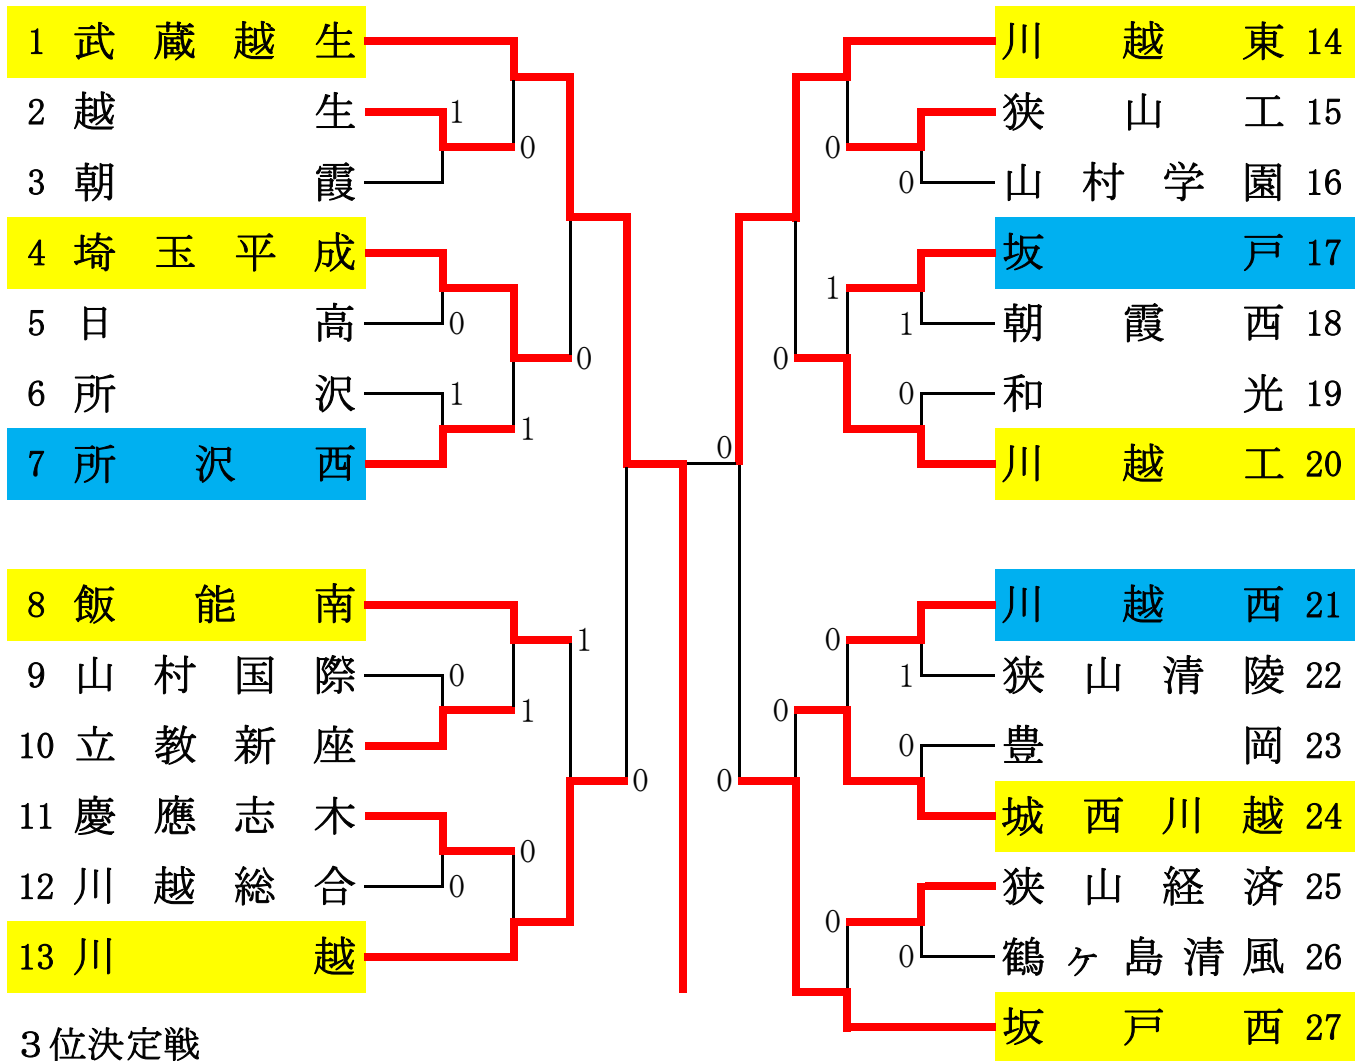 1 武蔵越生
2 越生
1
3 朝霞
0
4 埼玉平成
5 日高
0
0
6 所沢
1
1
7 所沢西
8 飯能南
1
9 山村国際
0
1
10 立教新座
0
11 慶應志木
0
12 川越総合
0
13 川越
3位決定戦
0
川越東 14
狭山工 15
0
山村学園 16
0
坂戸 17
1
朝霞西 18
1
0
和光 19
0
川越工 20
川越西 21
0
狭山清陵 22
1
0
豊岡 23
0
0
城西川越 24
狭山経済 25
0
鶴ヶ島清風 26
0
坂戸西 27